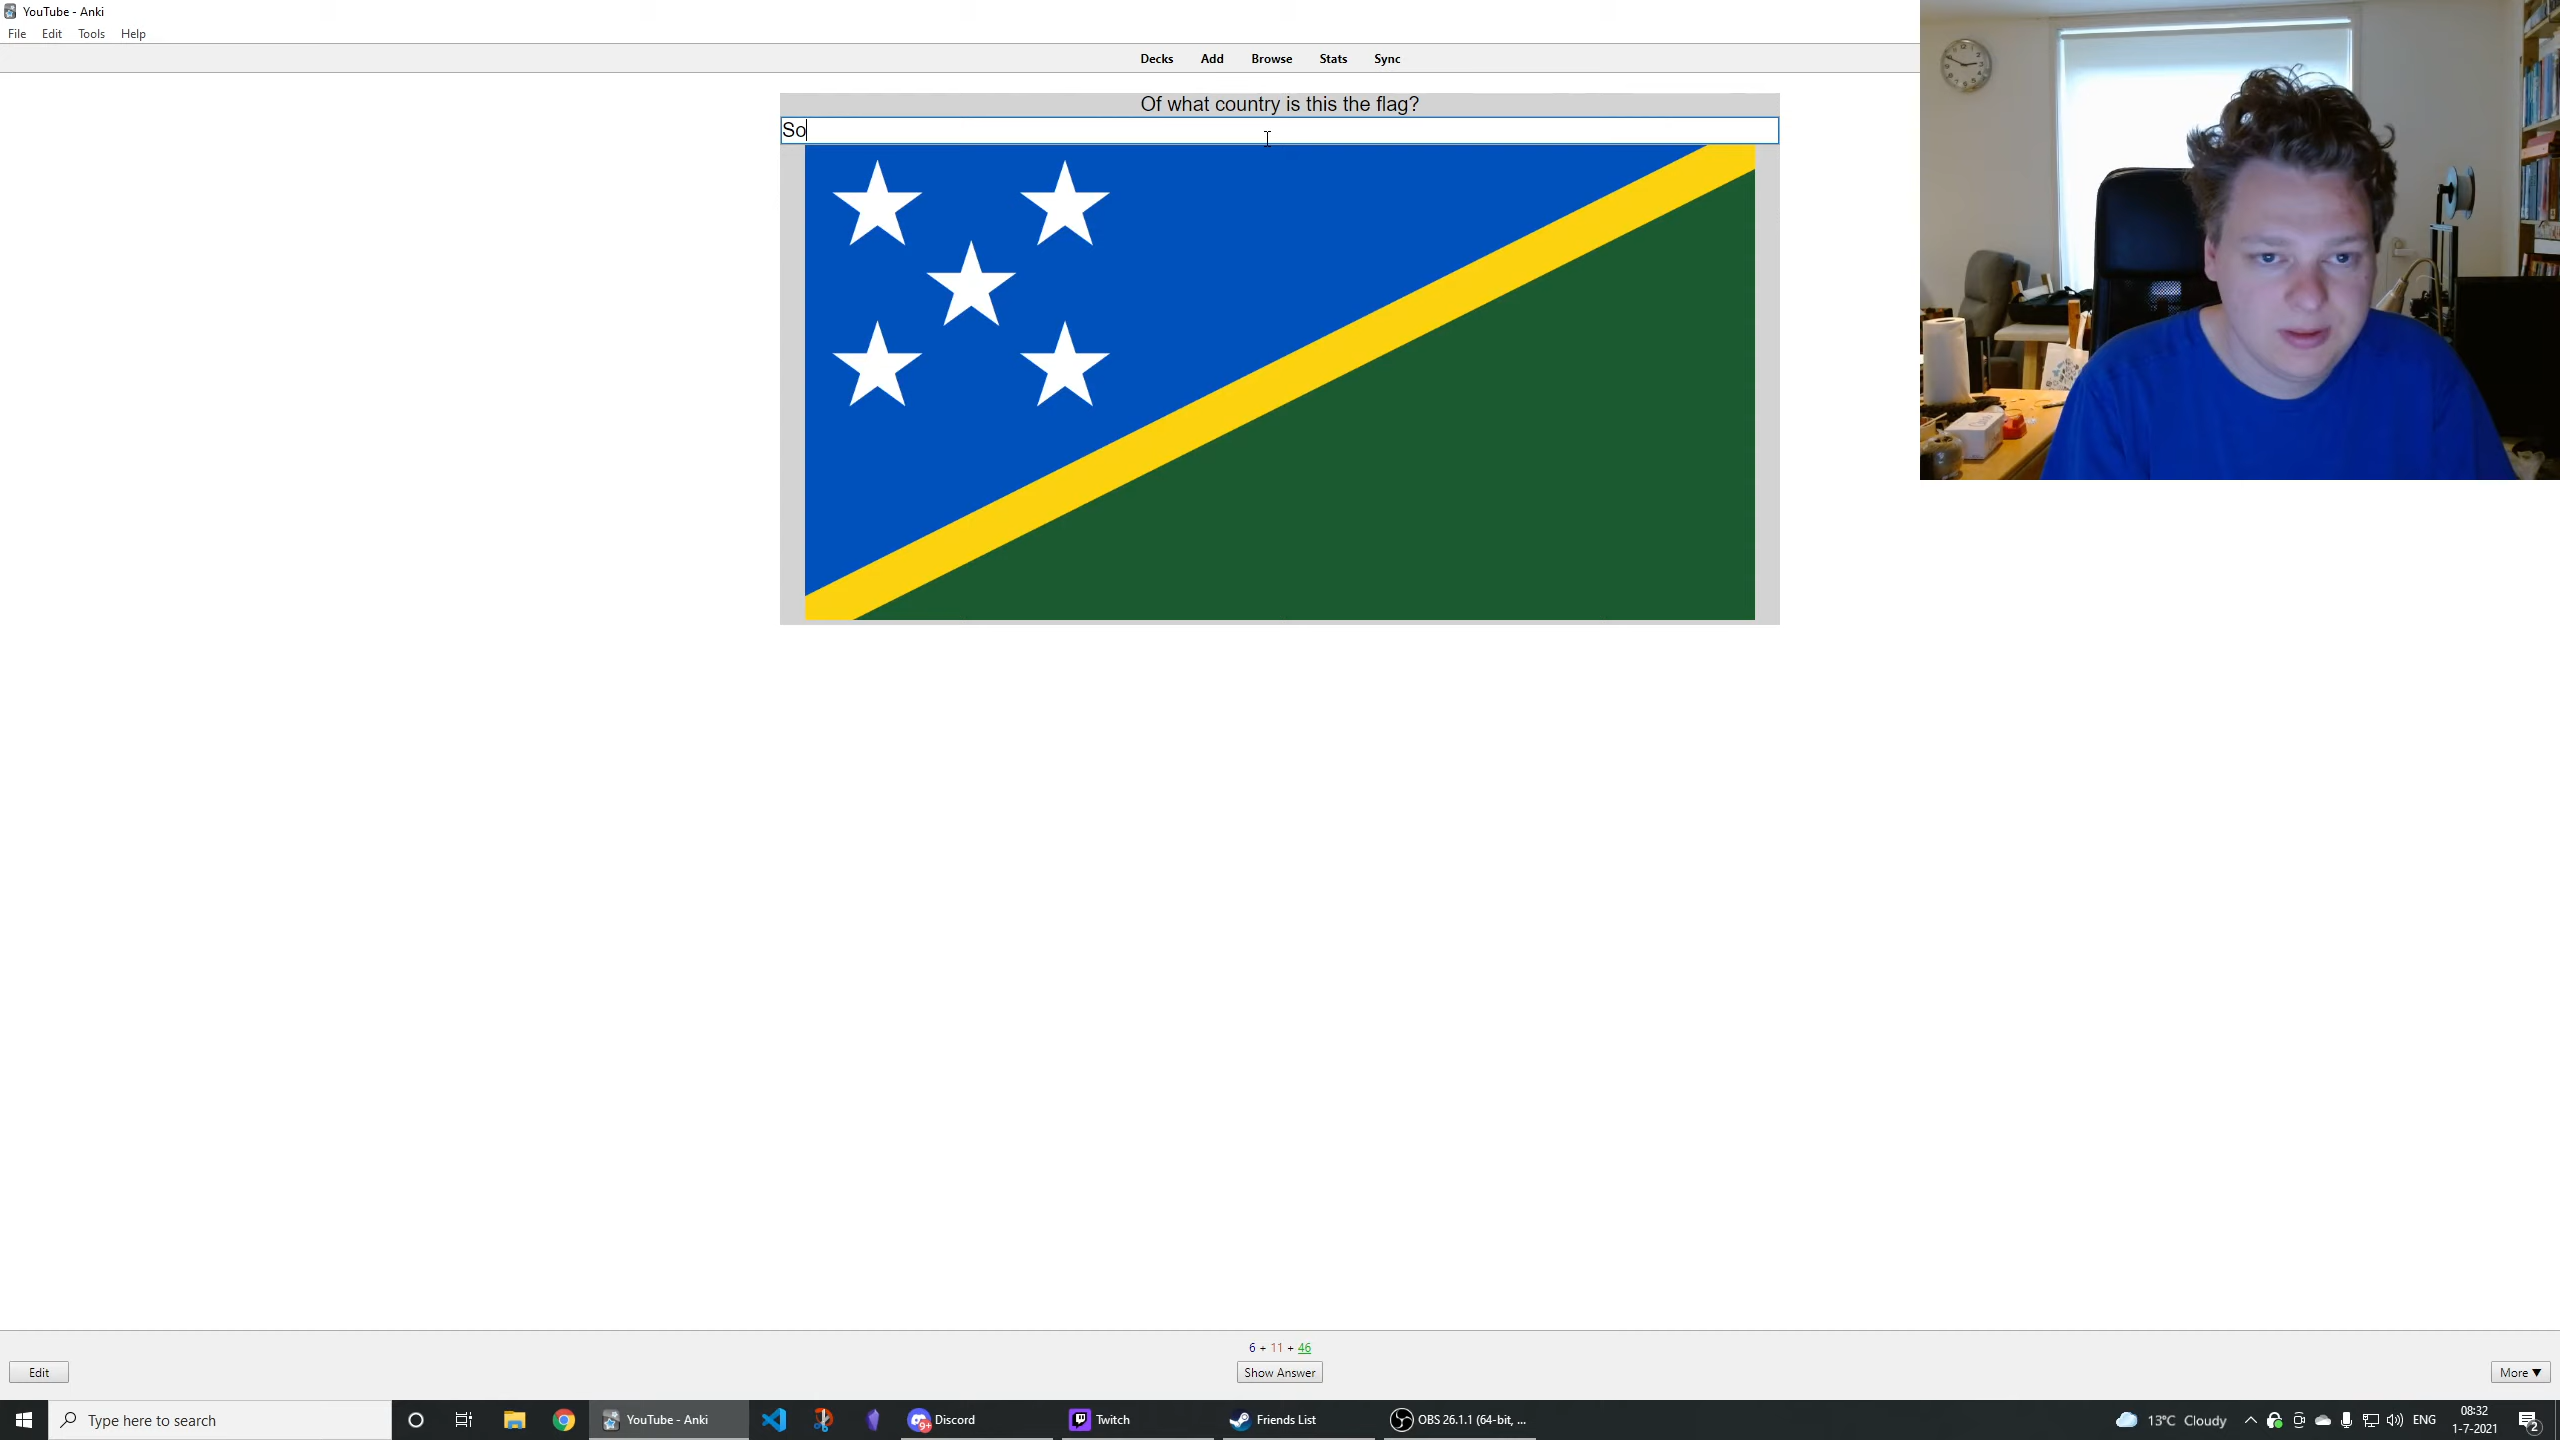 YouTube - Anki
File Edit Tools Help
Decks Add Browse Stats Sync
Of what country is this the flag?
So
6 + 11 + 46
Edit Show Answer More ▼
Type here to search YouTube - Anki 9+ Discord Twitch Friends List OBS 26.1.1 (64-bit, ... 13°C Cloudy ENG 08:32
1-7-2021 2